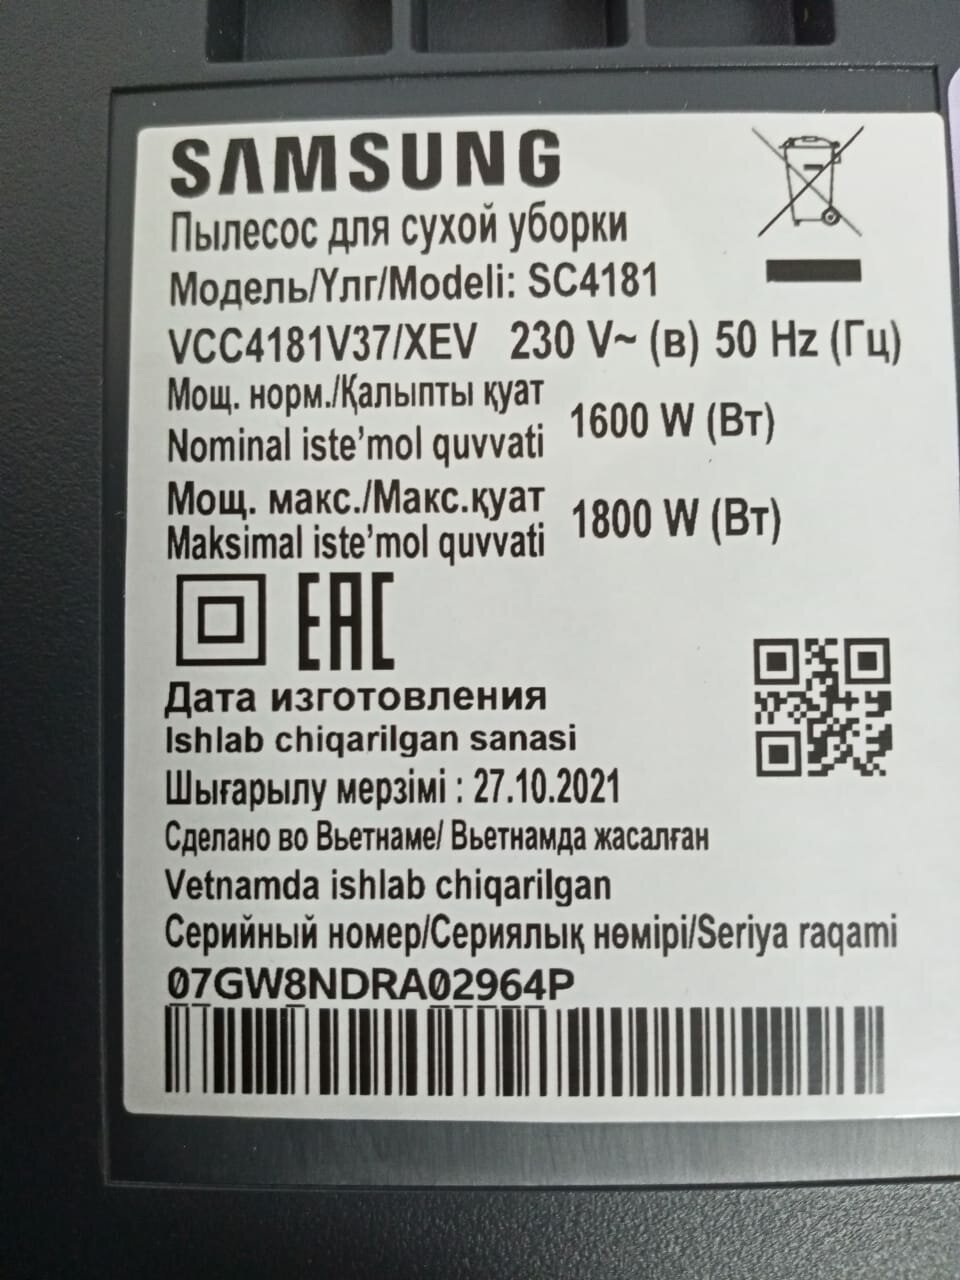 SAMSUNG
Пылесос для сухой уборки
Модель/Үлг/Modeli: SC4181
VCC4181V37/XEV 230 V~ (в) 50 Hz (Гц)
Мощ. норм./Қалыпты қуат
Nominal iste’mol quvvati 1600 W (Вт)
Мощ. макс./Макс.қуат
Maksimal iste’mol quvvati 1800 W (Вт)
EAC
Дата изготовления
Ishlab chiqarilgan sanasi
Шығарылу мерзімі : 27.10.2021
Сделано во Вьетнаме/ Вьетнамда жасалған
Vetnamda ishlab chiqarilgan
Серийный номер/Сериялық нөмірі/Seriya raqami
07GW8NDRA02964P